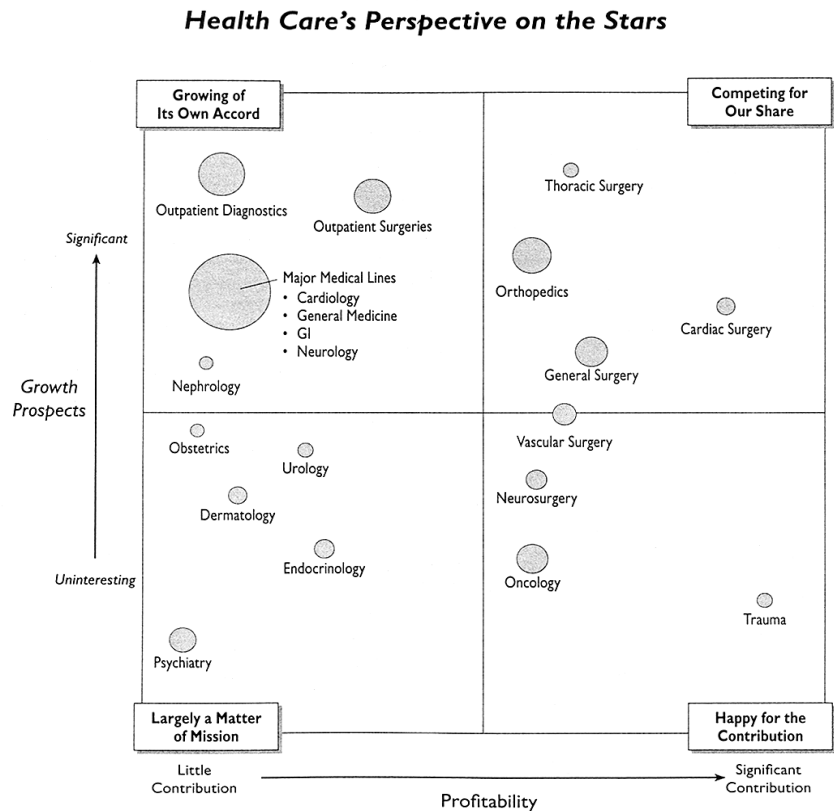 Health Care's Perspective on the Stars
Growing of
Its Own Accord
Competing for
Our Share
Thoracic Surgery
Outpatient Diagnostics
Outpatient Surgeries
Significant
Major Medical Lines
• Cardiology
• General Medicine
• GI
• Neurology
Orthopedics
Cardiac Surgery
General Surgery
Nephrology
Growth
Prospects
Obstetrics
Urology
Vascular Surgery
Dermatology
Neurosurgery
Endocrinology
Uninteresting
Oncology
Trauma
Psychiatry
Largely a Matter
of Mission
Happy for the
Contribution
Little
Contribution
Significant
Contribution
Profitability